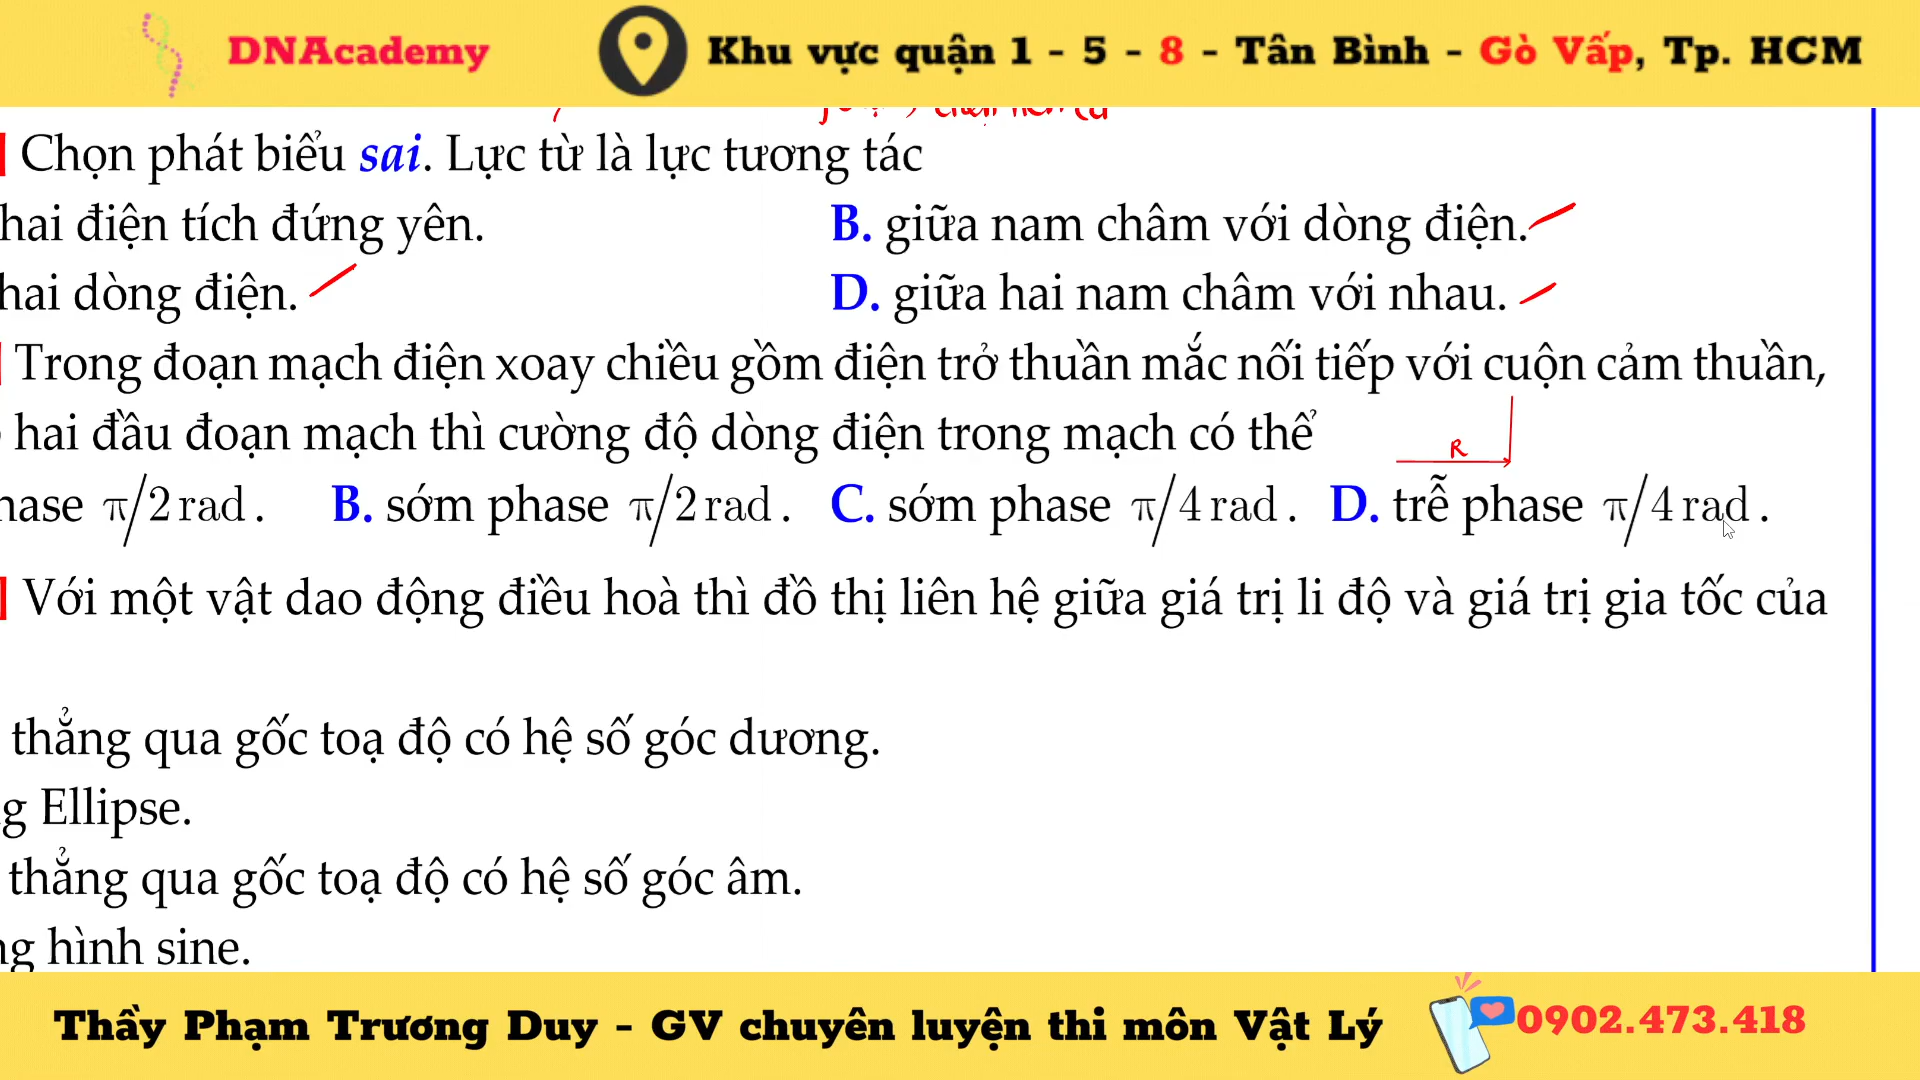 DNAcademy
Khu vực quận 1 - 5 - 8 - Tân Bình - Gò Vấp, Tp. HCM
Chọn phát biểu sai. Lực từ là lực tương tác
hai điện tích đứng yên. B. giữa nam châm với dòng điện.
hai dòng điện. D. giữa hai nam châm với nhau.
Trong đoạn mạch điện xoay chiều gồm điện trở thuần mắc nối tiếp với cuộn cảm thuần,
hai đầu đoạn mạch thì cường độ dòng điện trong mạch có thể
R
hase π/2 rad. B. sớm phase π/2 rad. C. sớm phase π/4 rad. D. trễ phase π/4 rad.
Với một vật dao động điều hoà thì đồ thị liên hệ giữa giá trị li độ và giá trị gia tốc của
thẳng qua gốc toạ độ có hệ số góc dương.
g Ellipse.
thẳng qua gốc toạ độ có hệ số góc âm.
ng hình sine.
Thầy Phạm Trương Duy - GV chuyên luyện thi môn Vật Lý
0902.473.418